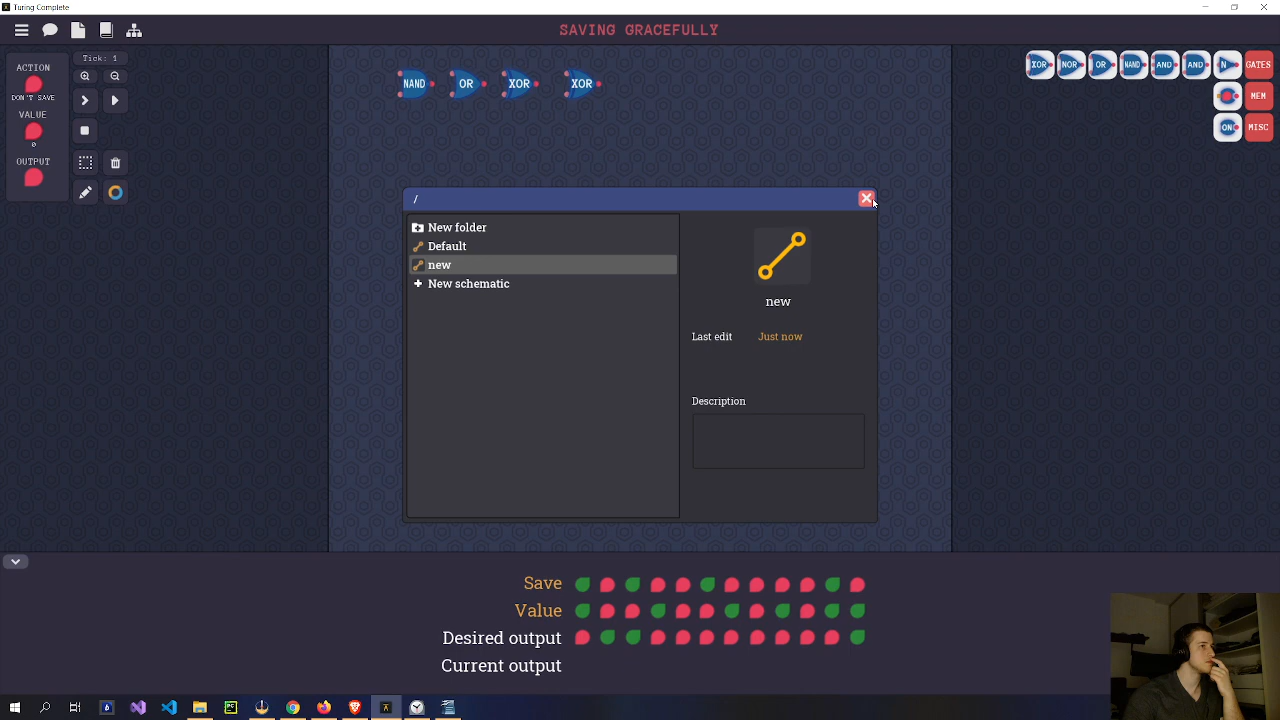 Turing Complete
SAVING GRACEFULLY
ACTION
DON'T SAVE
VALUE
0
OUTPUT
Tick: 1
NAND OR XOR XOR
XOR NOR OR NAND AND AND N GATES
MEM
ON MISC
/
New folder
Default
new
New schematic
new
Last edit Just now
Description
Save
Value
Desired output
Current output